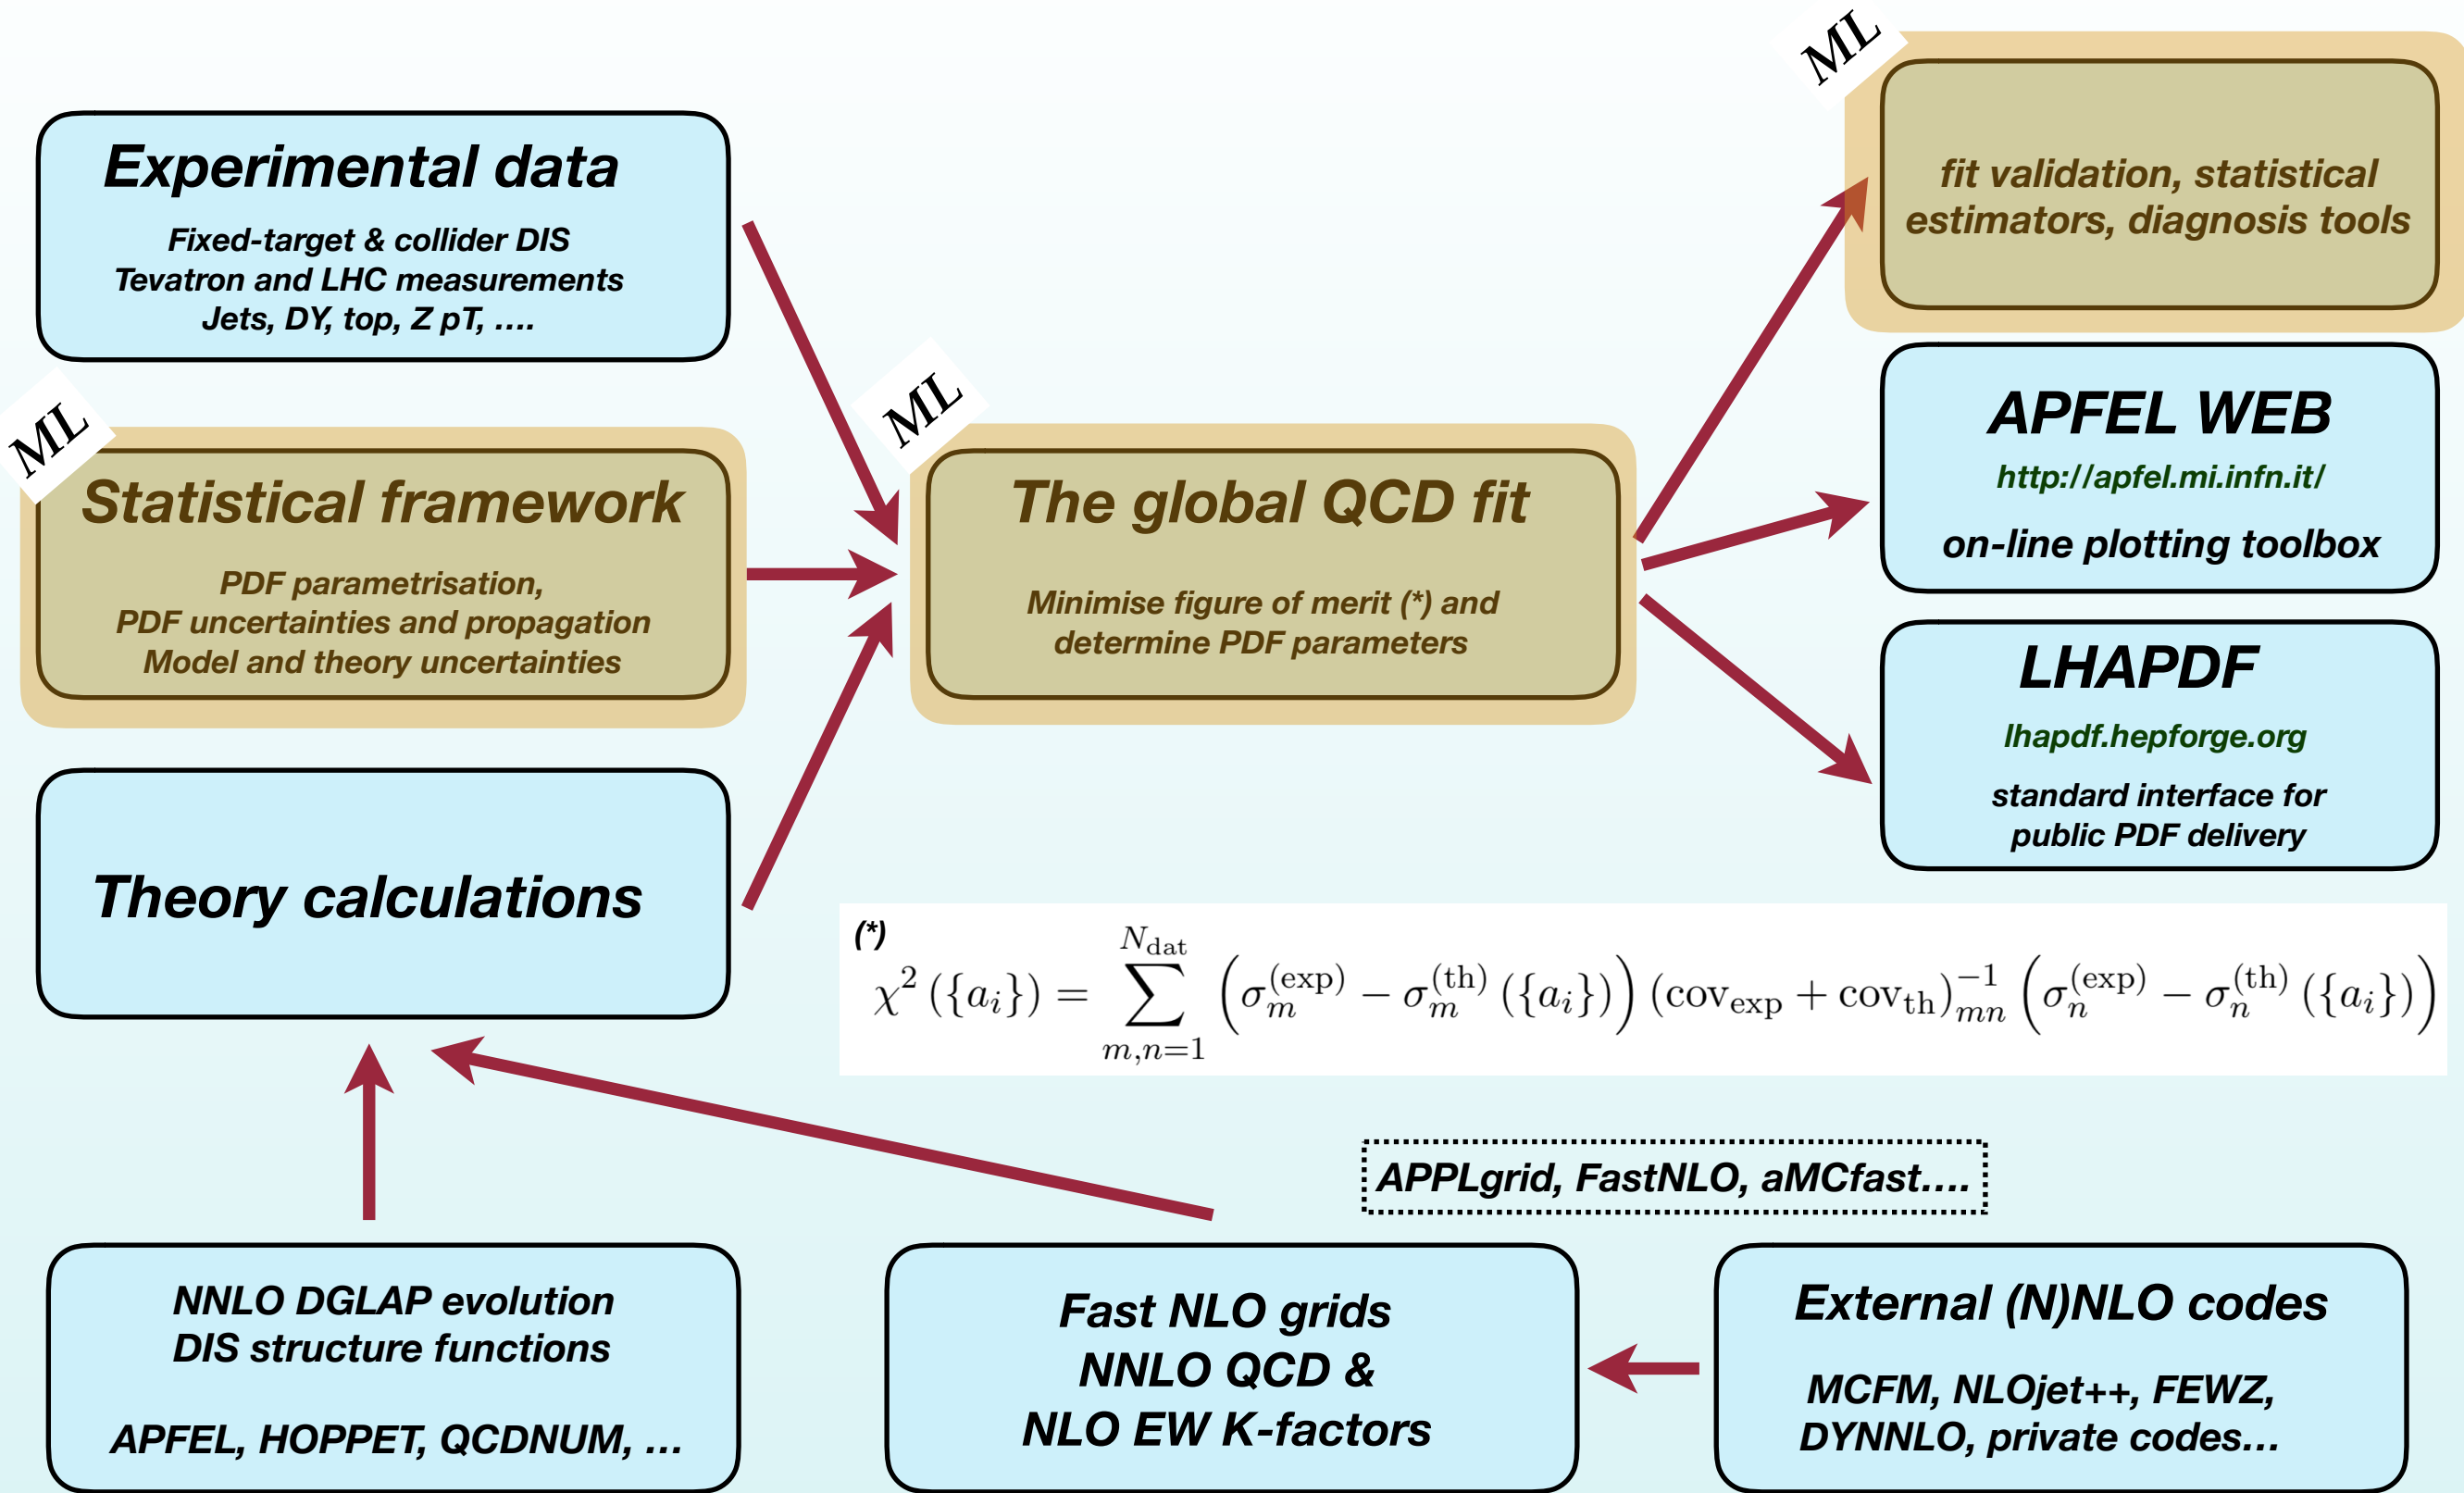 Experimental data
Fixed-target & collider DIS
Tevatron and LHC measurements
Jets, DY, top, Z pT, ....
ML
Statistical framework
PDF parametrisation,
PDF uncertainties and propagation
Model and theory uncertainties
Theory calculations
ML
The global QCD fit
Minimise figure of merit (*) and
determine PDF parameters
ML
fit validation, statistical
estimators, diagnosis tools
APFEL WEB
http://apfel.mi.infn.it/
on-line plotting toolbox
LHAPDF
lhapdf.hepforge.org
standard interface for
public PDF delivery
(*)
χ² ({a_i}) = ∑_{m,n=1}^{N_dat} (σ_m^(exp) − σ_m^(th) ({a_i})) (cov_exp + cov_th)_{mn}^{−1} (σ_n^(exp) − σ_n^(th) ({a_i}))
APPLgrid, FastNLO, aMCfast....
NNLO DGLAP evolution
DIS structure functions
APFEL, HOPPET, QCDNUM, ...
Fast NLO grids
NNLO QCD &
NLO EW K-factors
External (N)NLO codes
MCFM, NLOjet++, FEWZ,
DYNNLO, private codes...